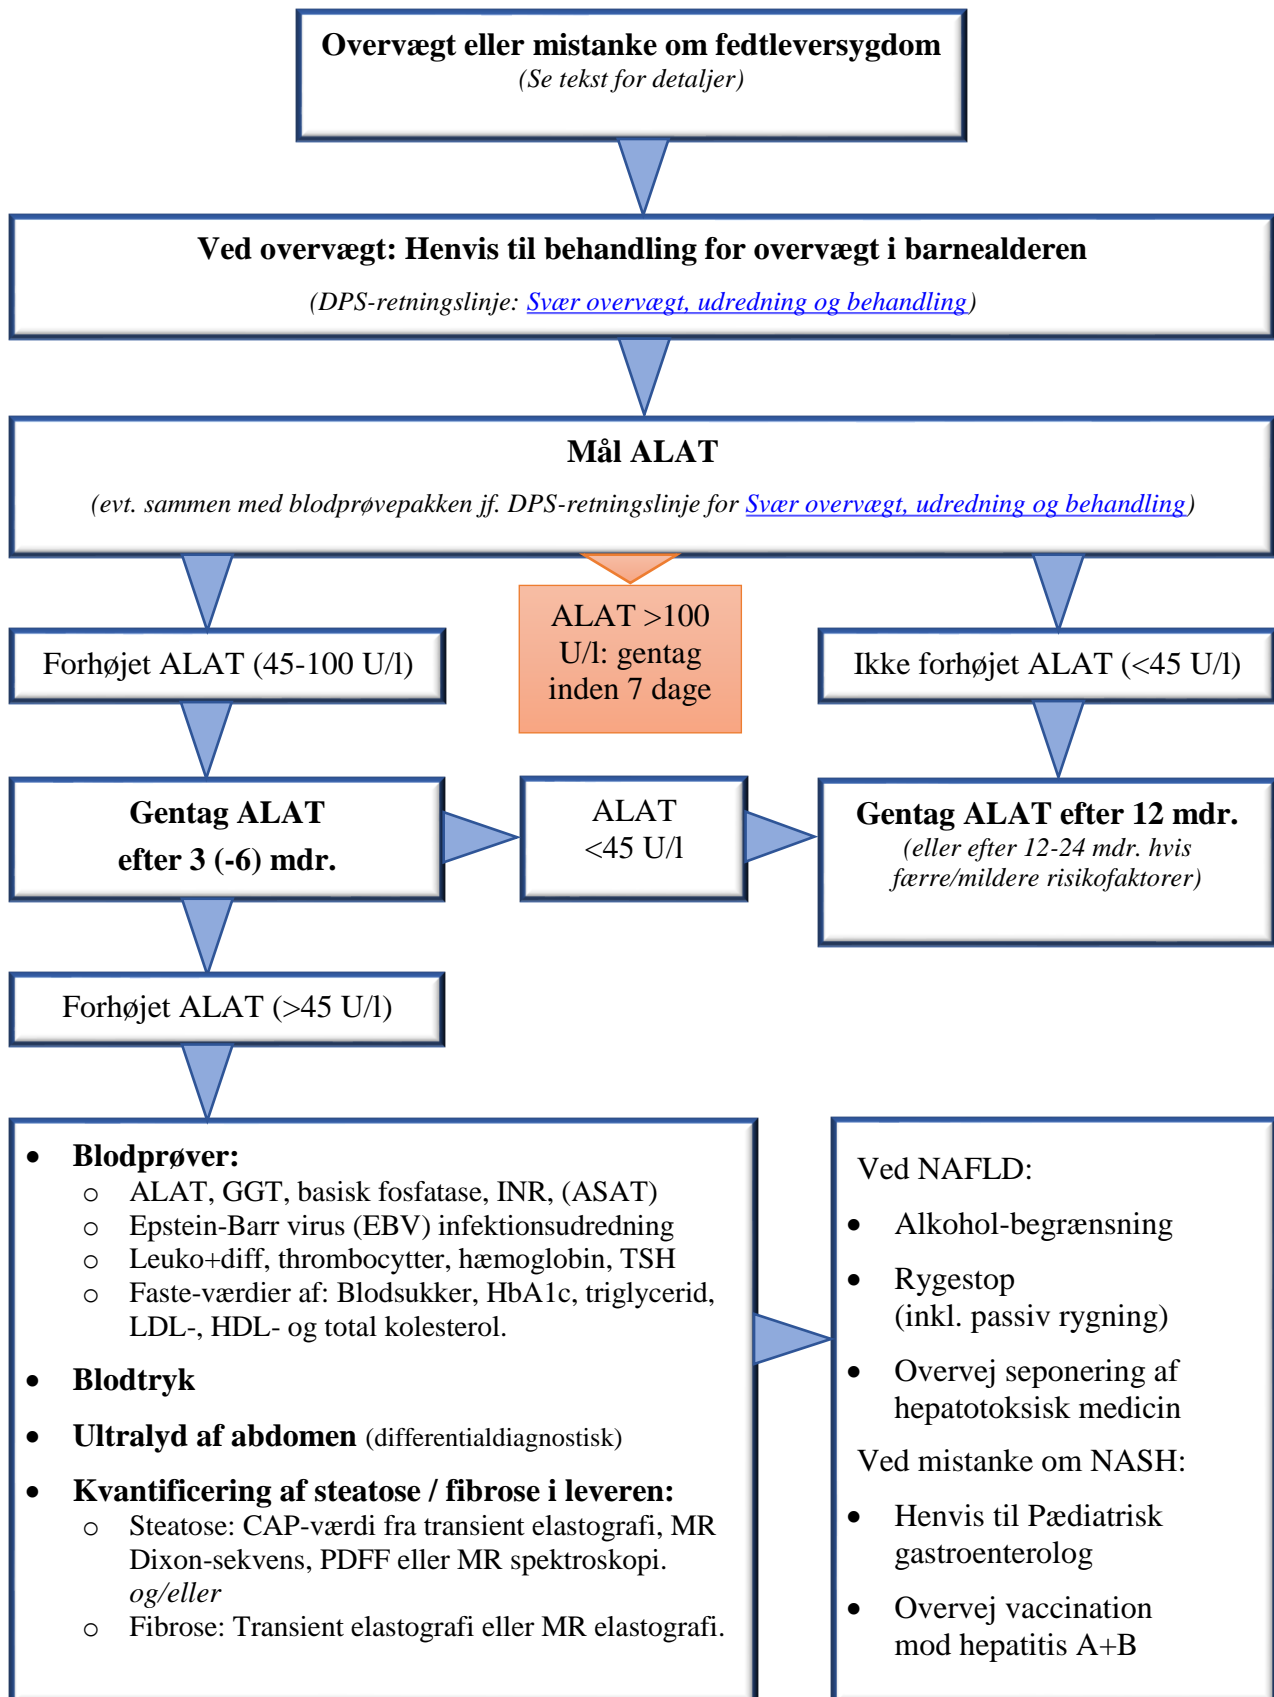 Overvægt eller mistanke om fedtleversygdom
(Se tekst for detaljer)
Ved overvægt: Henvis til behandling for overvægt i barnealderen
(DPS-retningslinje: Svær overvægt, udredning og behandling)
Mål ALAT
(evt. sammen med blodprøvepakken jf. DPS-retningslinje for Svær overvægt, udredning og behandling)
Forhøjet ALAT (45-100 U/l)
ALAT >100
U/l: gentag
inden 7 dage
Ikke forhøjet ALAT (<45 U/l)
Gentag ALAT
efter 3 (-6) mdr.
ALAT
<45 U/l
Gentag ALAT efter 12 mdr.
(eller efter 12-24 mdr. hvis
færre/mildere risikofaktorer)
Forhøjet ALAT (>45 U/l)
• Blodprøver:
o ALAT, GGT, basisk fosfatase, INR, (ASAT)
o Epstein-Barr virus (EBV) infektionsudredning
o Leuko+diff, thrombocytter, hæmoglobin, TSH
o Faste-værdier af: Blodsukker, HbA1c, triglycerid,
LDL-, HDL- og total kolesterol.
• Blodtryk
• Ultralyd af abdomen (differentialdiagnostisk)
• Kvantificering af steatose / fibrose i leveren:
o Steatose: CAP-værdi fra transient elastografi, MR
Dixon-sekvens, PDFF eller MR spektroskopi.
og/eller
o Fibrose: Transient elastografi eller MR elastografi.
Ved NAFLD:
• Alkohol-begrænsning
• Rygestop
(inkl. passiv rygning)
• Overvej seponering af
hepatotoksisk medicin
Ved mistanke om NASH:
• Henvis til Pædiatrisk
gastroenterolog
• Overvej vaccination
mod hepatitis A+B